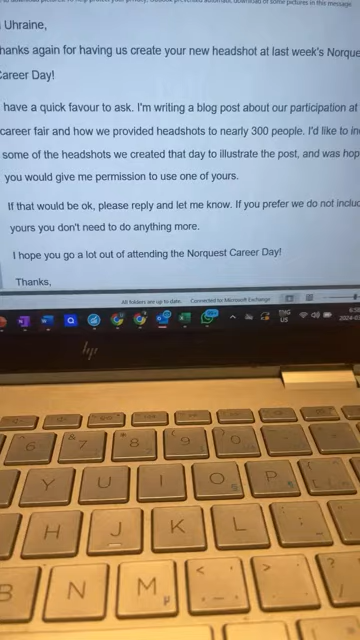 Uhraine,
hanks again for having us create your new headshot at last week's Norque
Career Day!
have a quick favour to ask. I'm writing a blog post about our participation at
career fair and how we provided headshots to nearly 300 people. I'd like to in
some of the headshots we created that day to illustrate the post, and was hop
you would give me permission to use one of yours.
If that would be ok, please reply and let me know. If you prefer we do not includ
yours you don't need to do anything more.
I hope you go a lot out of attending the Norquest Career Day!
Thanks,
All folders are up to date. Connected to: Microsoft Exchange
ENG
US
hp
6 7 8 9 0
Y U I O P
H J K L
B N M